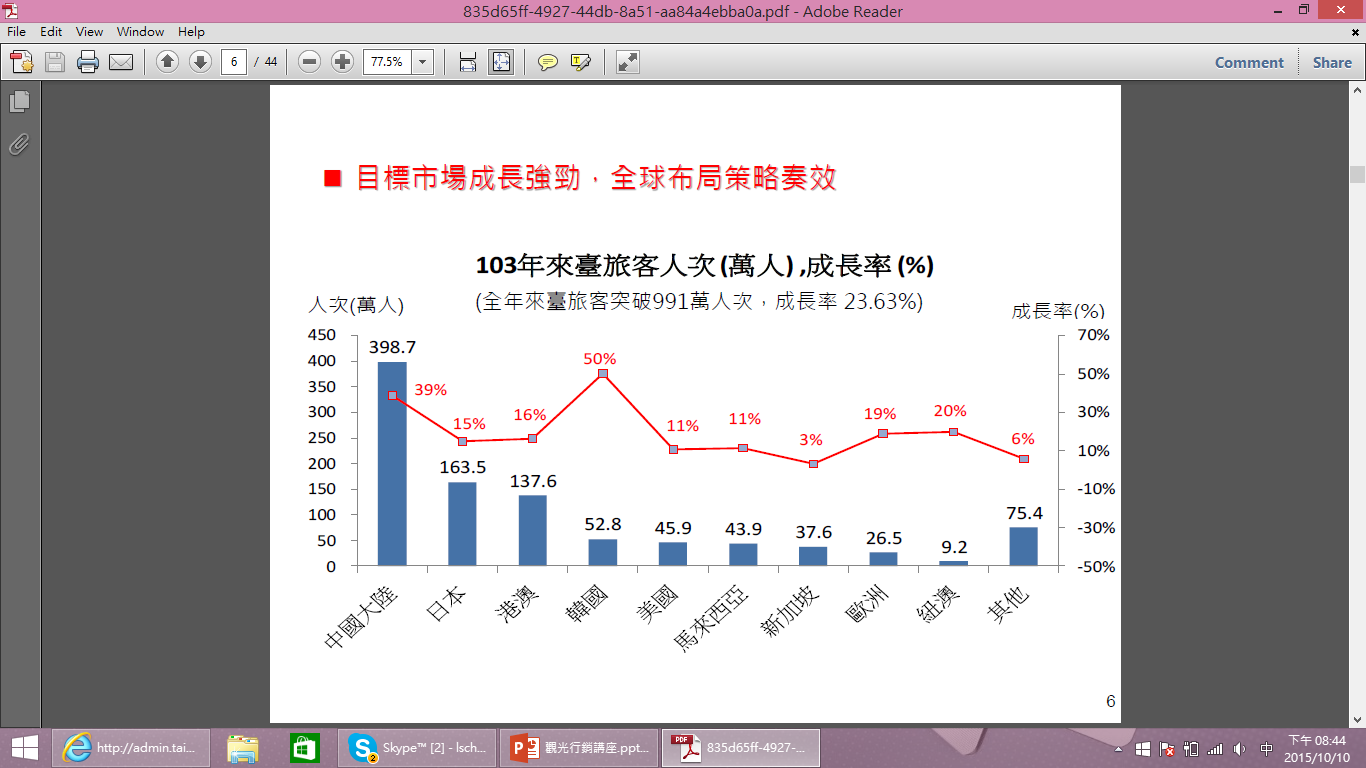 835d65ff-4927-44db-8a51-aa84a4ebba0a.pdf - Adobe Reader
File Edit View Window Help
6 / 44 77.5% Comment Share
■ 目標市場成長強勁，全球布局策略奏效
103年來臺旅客人次(萬人) ,成長率 (%)
(全年來臺旅客突破991萬人次，成長率 23.63%)
人次(萬人) 成長率(%)
450 70%
398.7
400
50% 50%
350
39%
300 30%
15% 16% 11% 11% 3% 19% 20% 6%
250
200 10%
163.5
150 -10%
137.6
100 -30%
52.8 45.9 43.9 37.6 26.5 9.2 75.4
50
0 -50%
中國大陸 日本 港澳 韓國 美國 馬來西亞 新加坡 歐洲 紐澳 其他
6
http://admin.tai... Skype™ [2] - lsch... 觀光行銷講座.ppt... 835d65ff-4927-... 中 下午 08:44
2015/10/10